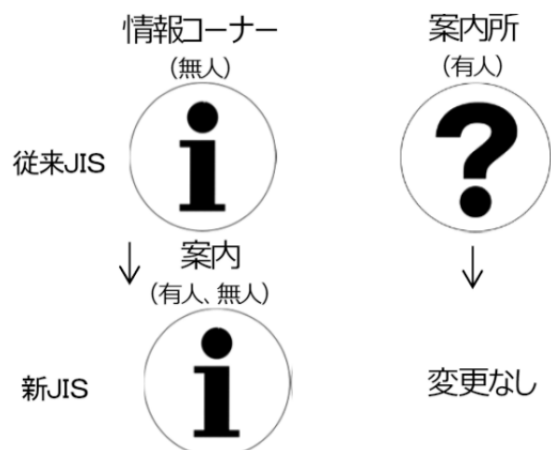 情報コーナー
(無人)
案内所
(有人)
従来JIS
i
?
↓
案内
(有人、無人)
↓
新JIS
i
変更なし